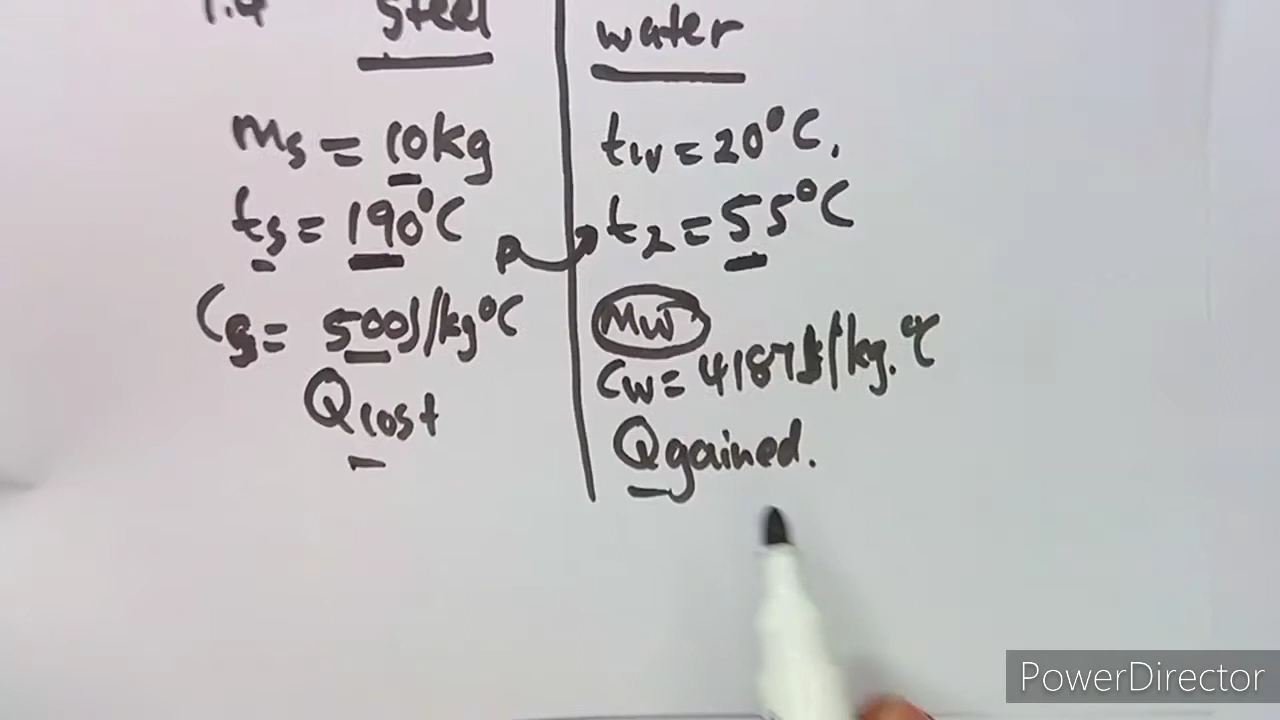 steel
ms = 10kg
ts = 190°C
Cs = 500J/kg°C
Qlost
water
tw = 20°C.
t2 = 55°C
Mw
Cw = 4187J/kg.°C
Qgained.
PowerDirector